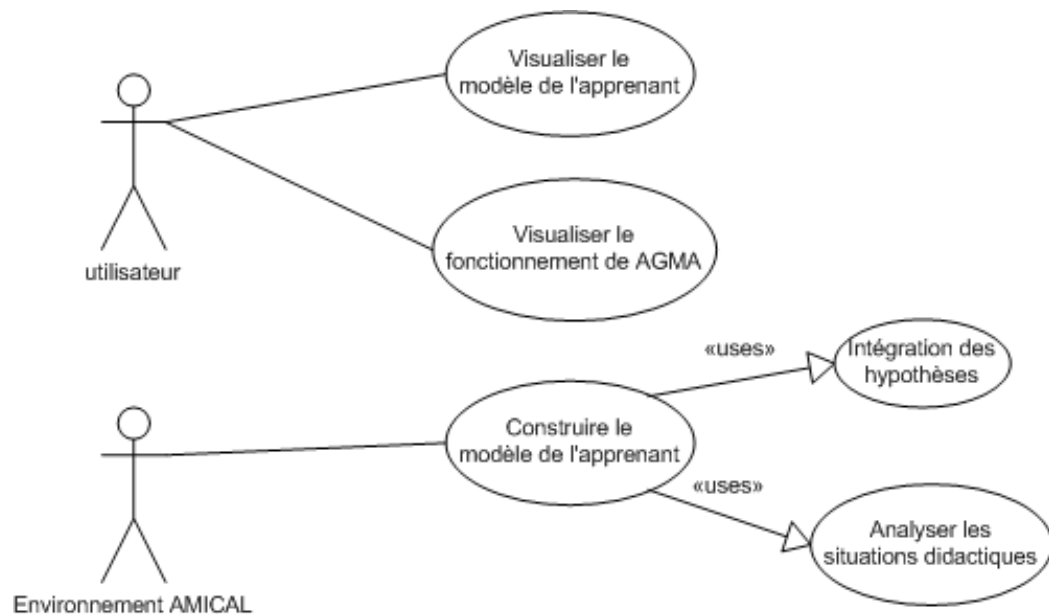 Visualiser le
modèle de l'apprenant
Visualiser le
fonctionnement de AGMA
utilisateur
«uses»
Intégration des
hypothèses
Construire le
modèle de l'apprenant
«uses»
Analyser les
situations didactiques
Environnement AMICAL